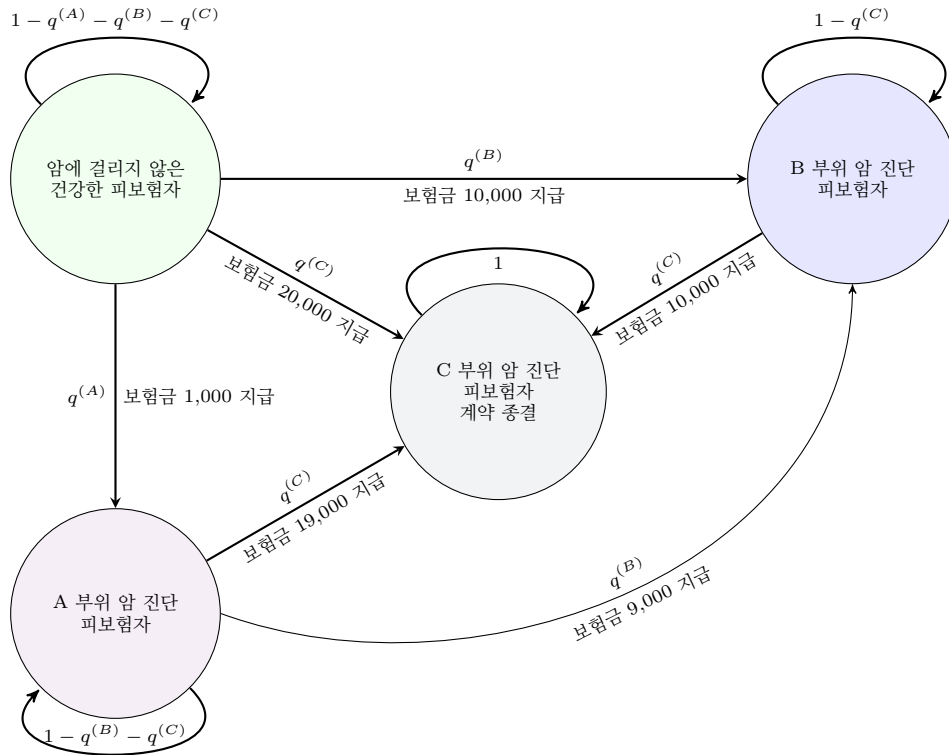 1 − q^(A) − q^(B) − q^(C)
1 − q^(C)
암에 걸리지 않은
건강한 피보험자
q^(B)
보험금 10,000 지급
B 부위 암 진단
피보험자
q^(C)
보험금 20,000 지급
1
q^(C)
보험금 10,000 지급
C 부위 암 진단
피보험자
계약 종결
q^(A)
보험금 1,000 지급
q^(C)
보험금 19,000 지급
A 부위 암 진단
피보험자
q^(B)
보험금 9,000 지급
1 − q^(B) − q^(C)